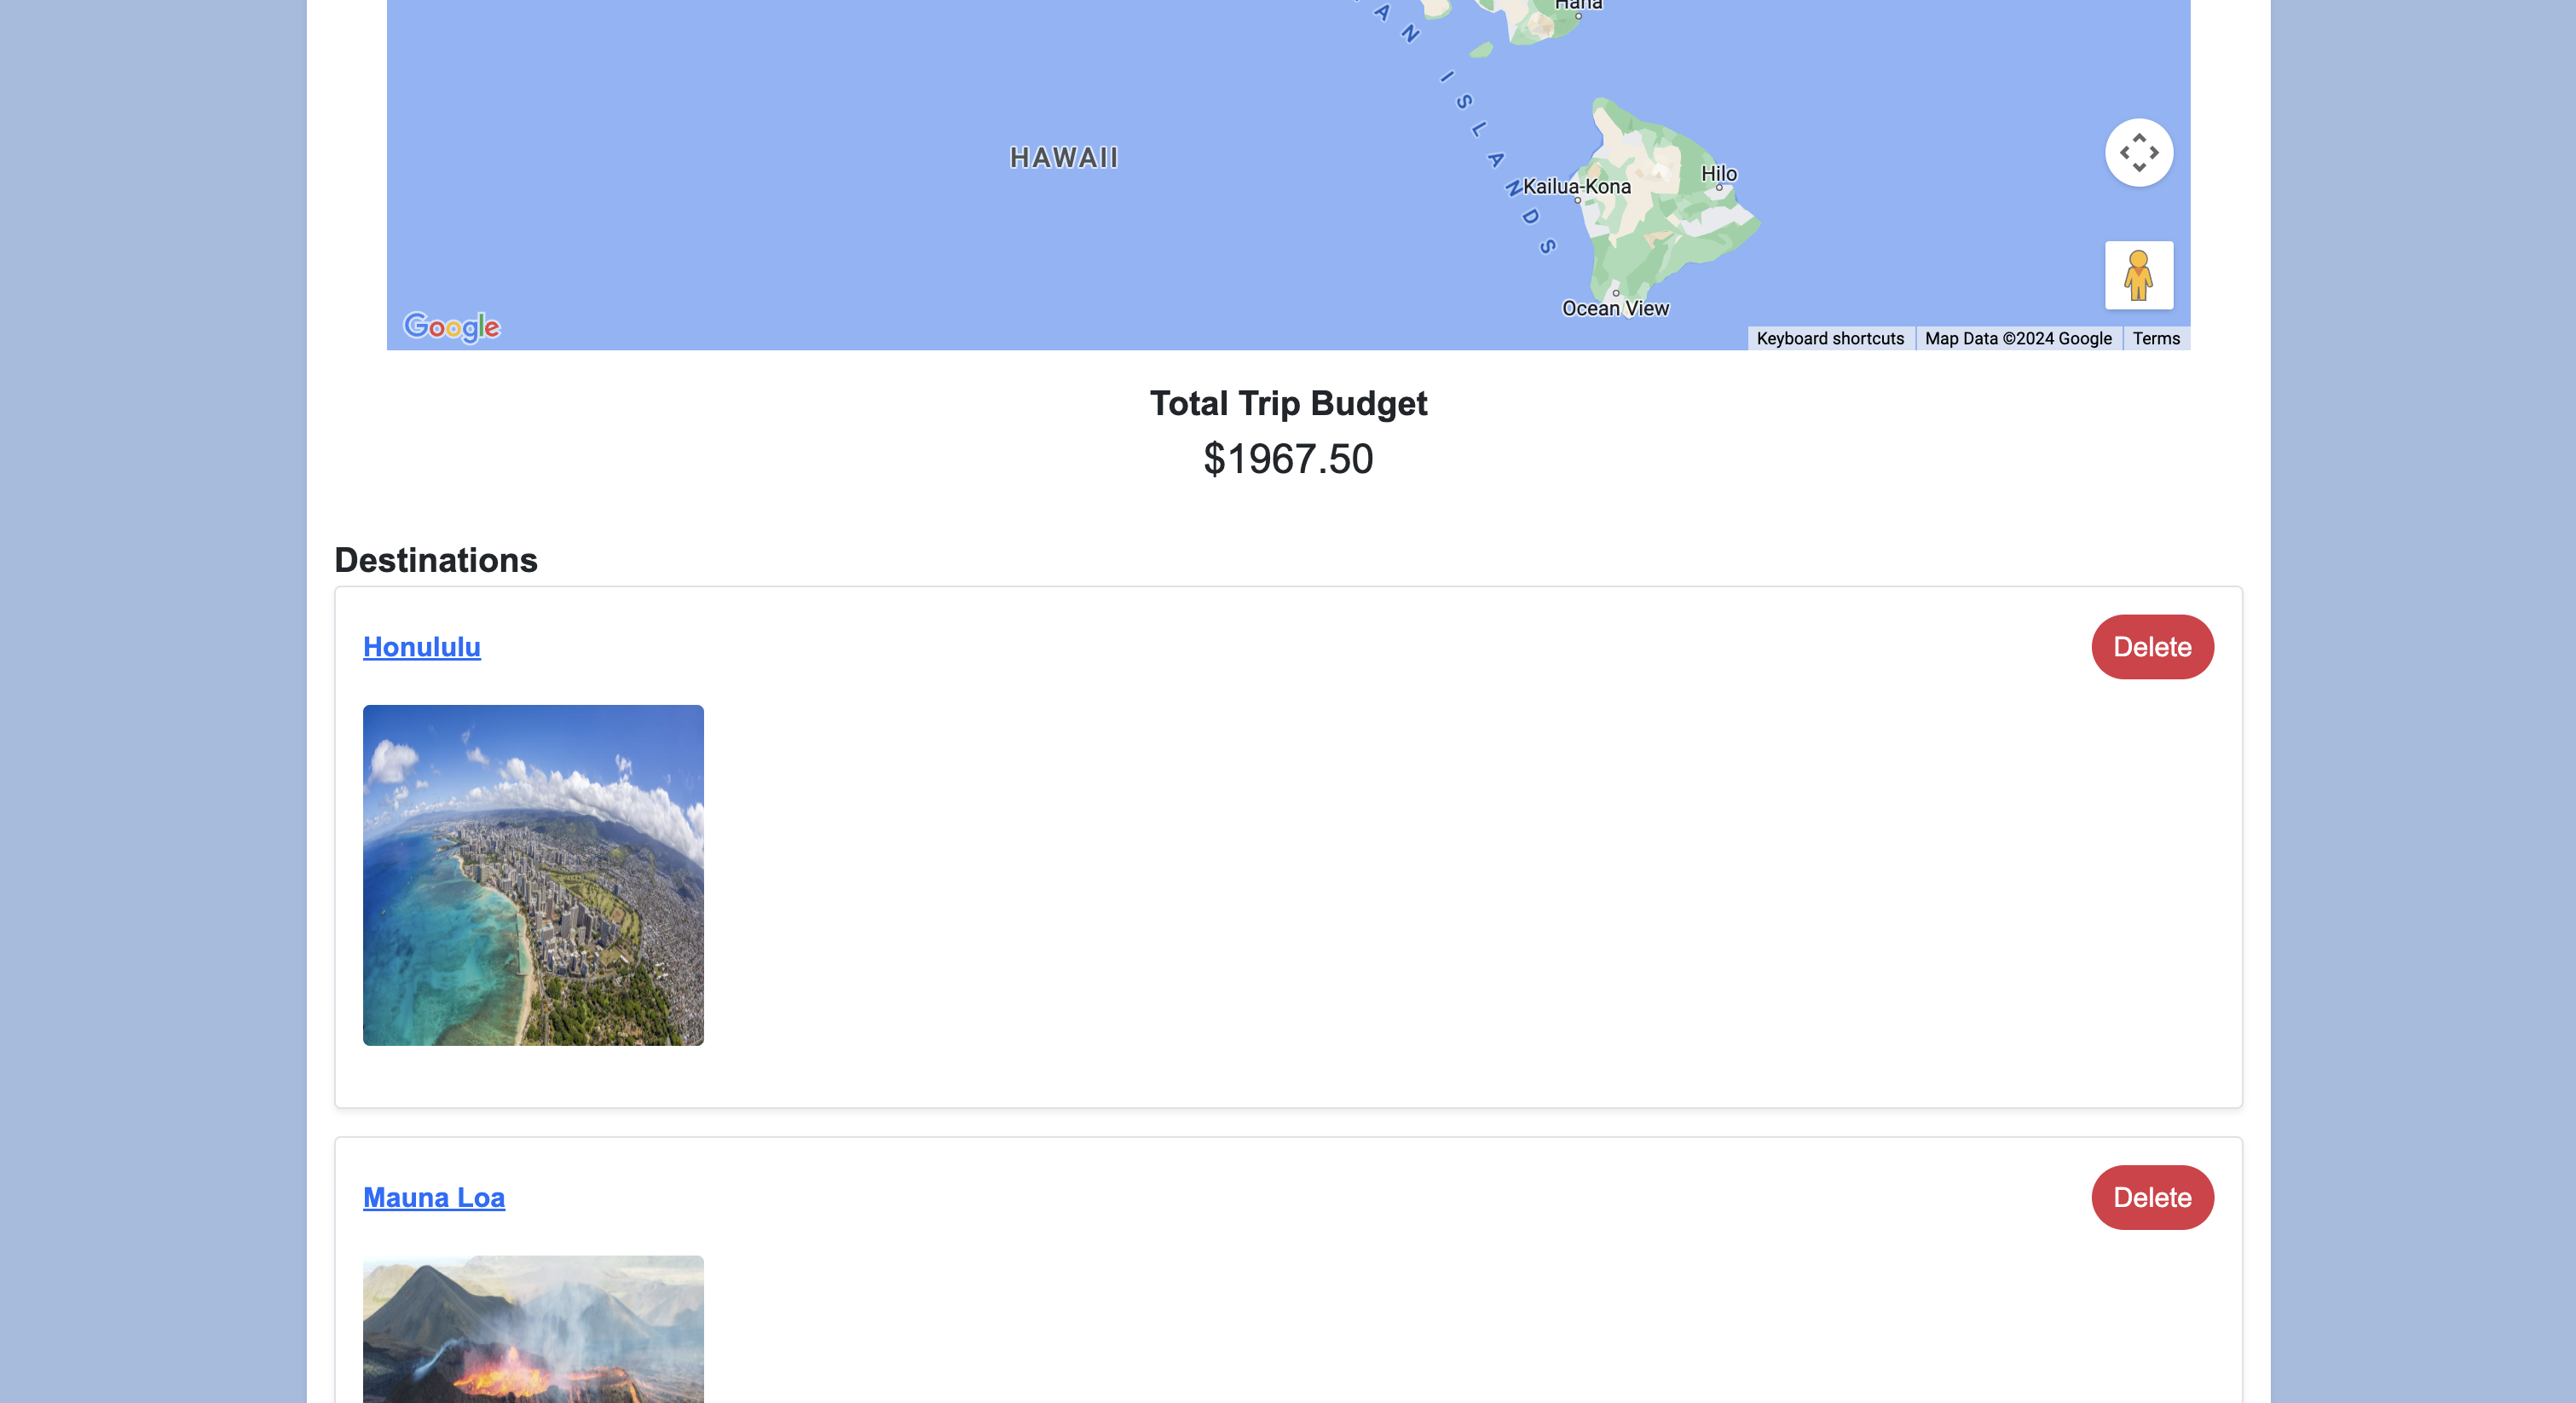 Hana
AN ISLANDS
HAWAII
Hilo
Kailua-Kona
Ocean View
Google
Keyboard shortcuts Map Data ©2024 Google Terms
Total Trip Budget
$1967.50
Destinations
Honululu Delete
Mauna Loa Delete